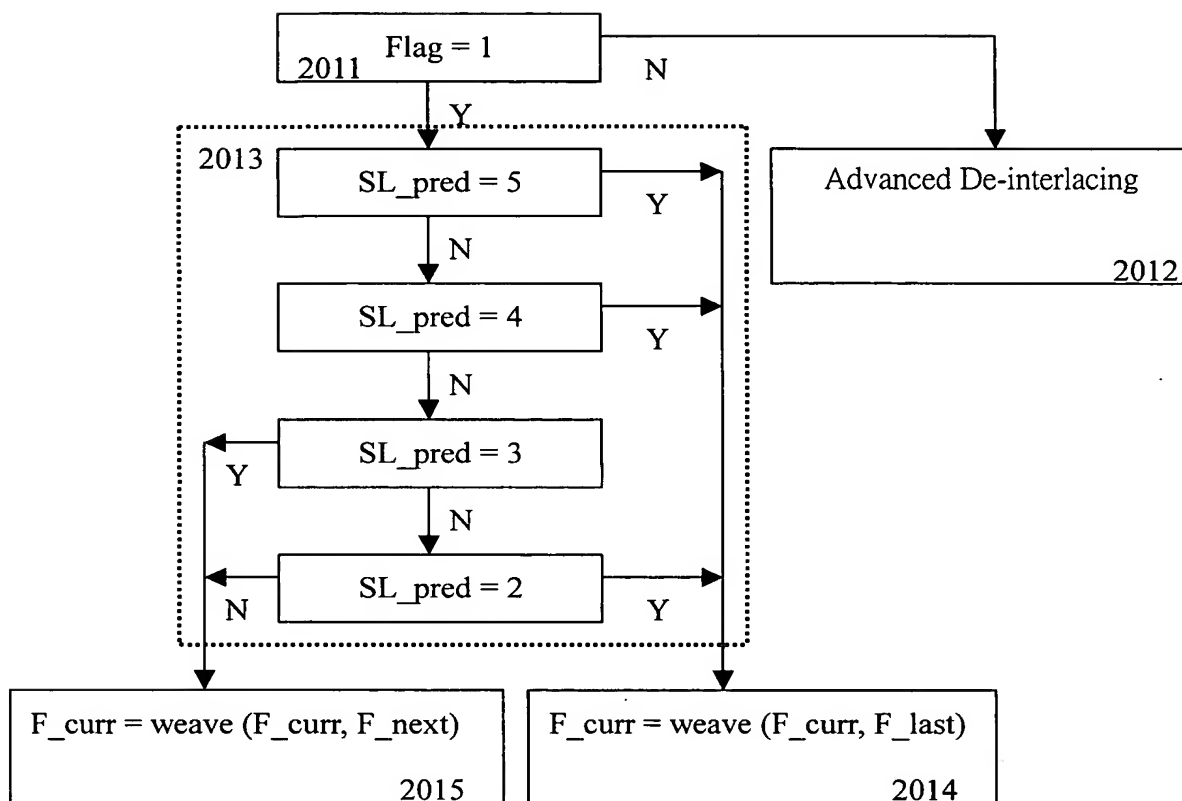 Flag = 1
2011
N
Y
2013
SL_pred = 5
Y
N
Advanced De-interlacing
2012
SL_pred = 4
Y
N
SL_pred = 3
Y
N
SL_pred = 2
N
Y
F_curr = weave (F_curr, F_next)
2015
F_curr = weave (F_curr, F_last)
2014